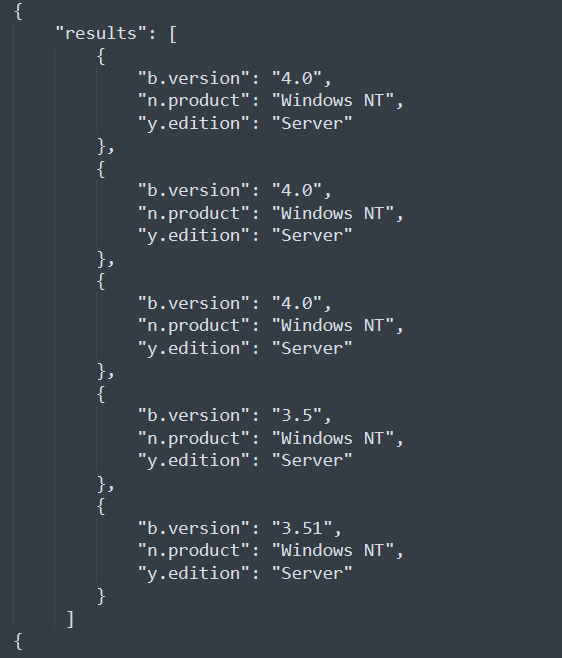 {
"results": [
{
"b.version": "4.0",
"n.product": "Windows NT",
"y.edition": "Server"
},
{
"b.version": "4.0",
"n.product": "Windows NT",
"y.edition": "Server"
},
{
"b.version": "4.0",
"n.product": "Windows NT",
"y.edition": "Server"
},
{
"b.version": "3.5",
"n.product": "Windows NT",
"y.edition": "Server"
},
{
"b.version": "3.51",
"n.product": "Windows NT",
"y.edition": "Server"
}
]
{